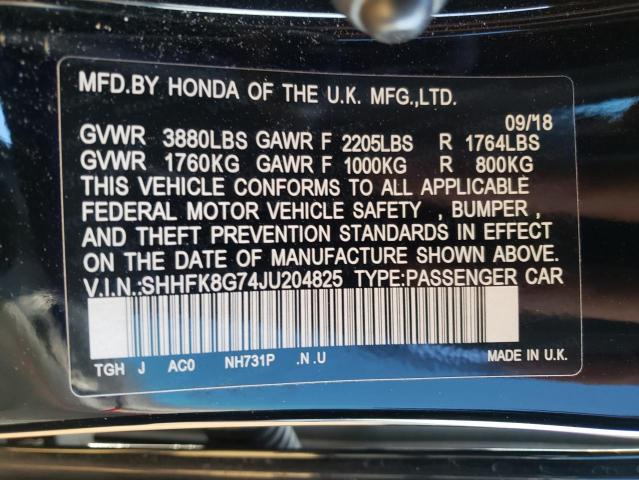 MFD.BY HONDA OF THE U.K. MFG.,LTD.
09/18
GVWR 3880LBS GAWR F 2205LBS R 1764LBS
GVWR 1760KG GAWR F 1000KG R 800KG
THIS VEHICLE CONFORMS TO ALL APPLICABLE
FEDERAL MOTOR VEHICLE SAFETY , BUMPER ,
AND THEFT PREVENTION STANDARDS IN EFFECT
ON THE DATE OF MANUFACTURE SHOWN ABOVE.
V.I.N.:SHHFK8G74JU204825 TYPE:PASSENGER CAR
TGH J AC0 NH731P .N .U MADE IN U.K.